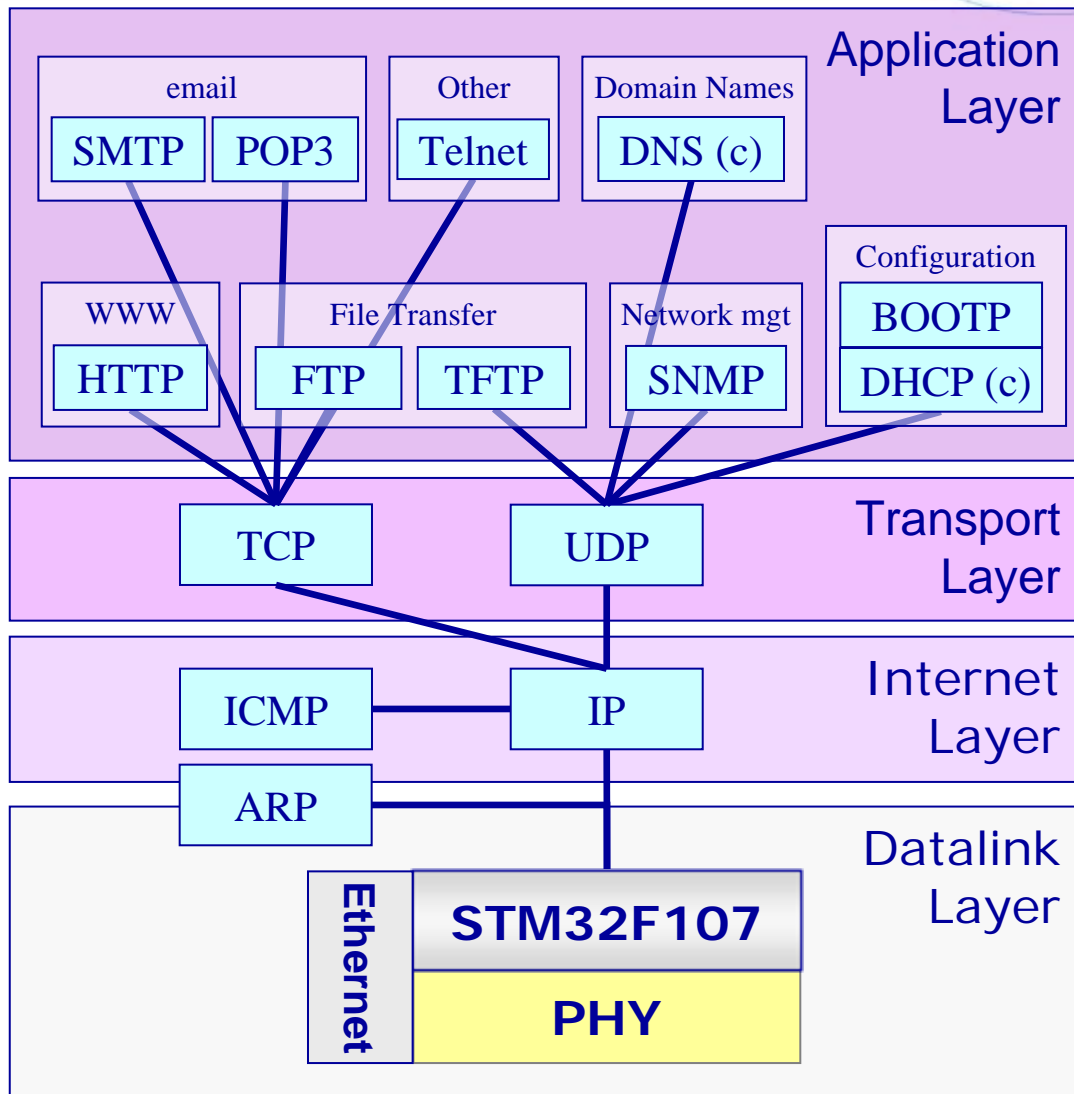 Application
Layer
email
Other
Domain Names
SMTP
POP3
Telnet
DNS (c)
Configuration
WWW
File Transfer
Network mgt
BOOTP
HTTP
FTP
TFTP
SNMP
DHCP (c)
TCP
UDP
Transport
Layer
ICMP
IP
Internet
Layer
ARP
Datalink
Layer
Ethernet
STM32F107
PHY